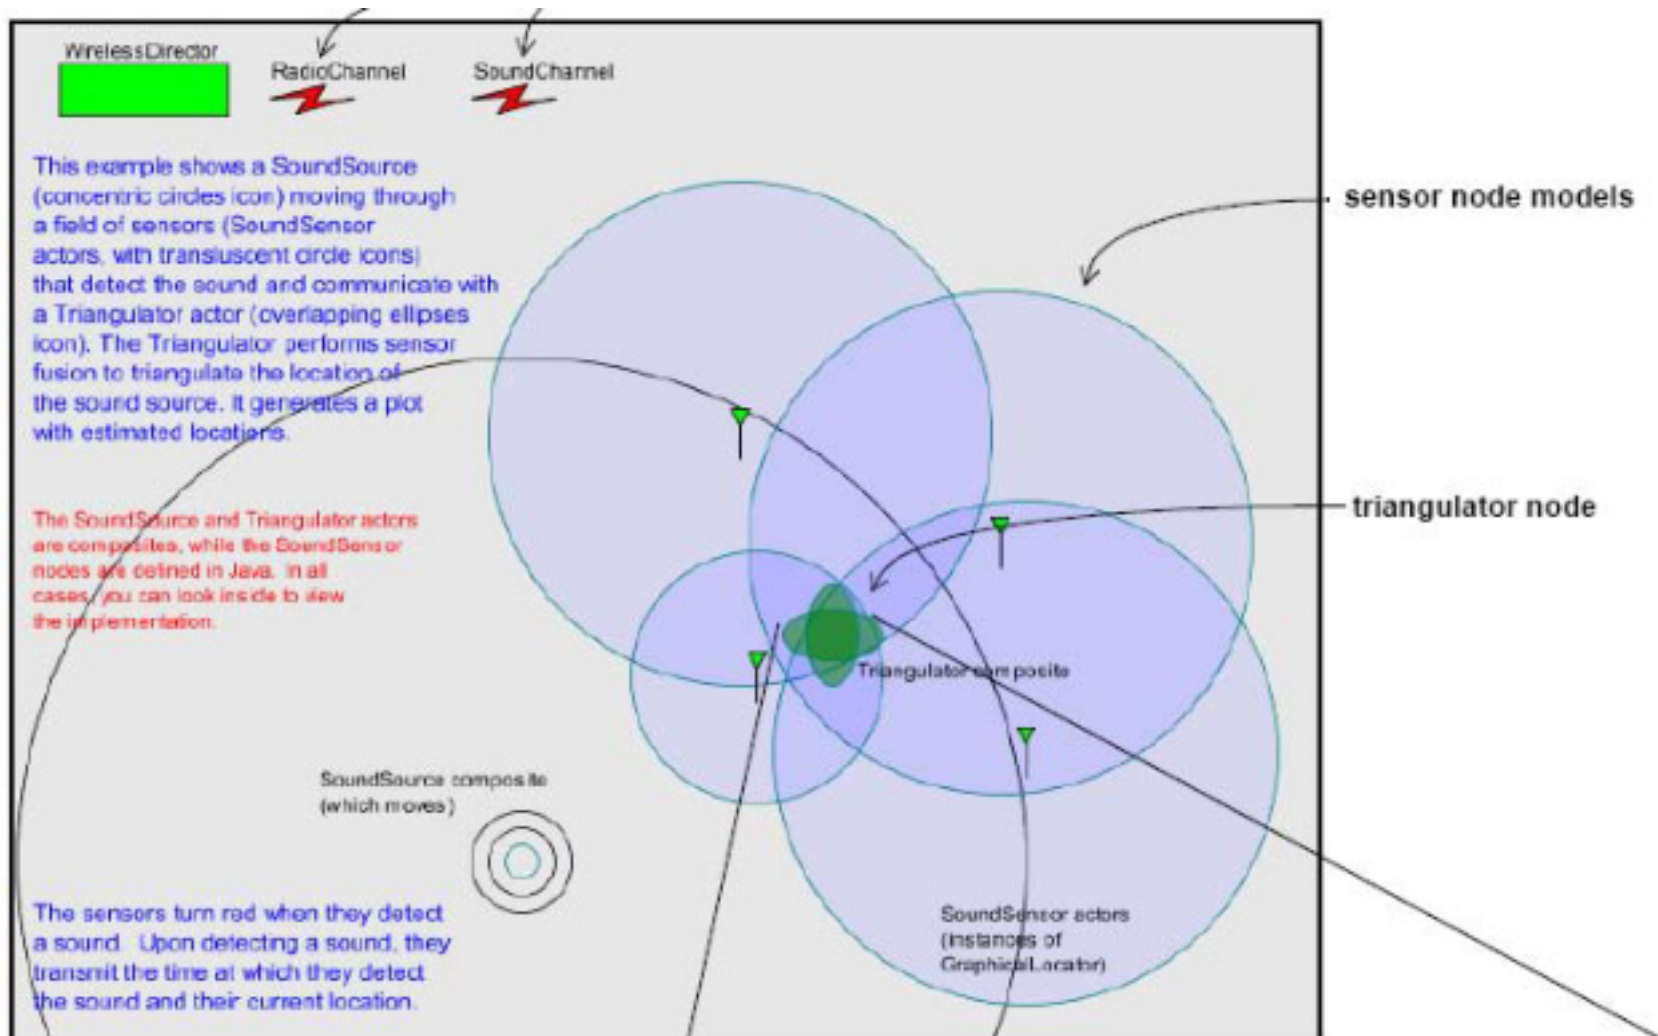 WirelessDirector
RadioChannel
SoundChannel
This example shows a SoundSource
(concentric circles icon) moving through
a field of sensors (SoundSensor
actors, with transluscent circle icons)
that detect the sound and communicate with
a Triangulator actor (overlapping ellipses
icon). The Triangulator performs sensor
fusion to triangulate the location of
the sound source. It generates a plot
with estimated locations.
sensor node models
triangulator node
The SoundSource and Triangulator actors
are composites, while the SoundSensor
nodes are defined in Java. In all
cases, you can look inside to view
the implementation.
Triangulator composite
SoundSource composite
(which moves)
SoundSensor actors
(instances of
GraphicalLocator)
The sensors turn red when they detect
a sound. Upon detecting a sound, they
transmit the time at which they detect
the sound and their current location.